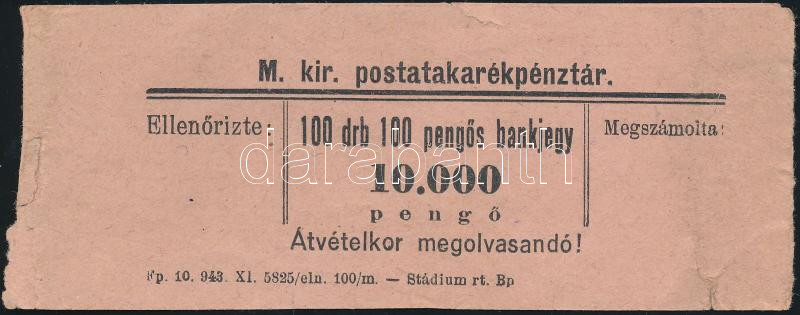 M. kir. postatakarékpénztár.
Ellenőrizte:
100 drb 100 pengős bankjegy
10.000
pengő
Megszámolta:
Átvételkor megolvasandó!
Fp. 10. 943. XI. 5825/eln. 100/m. — Stádium rt. Bp
darabanth